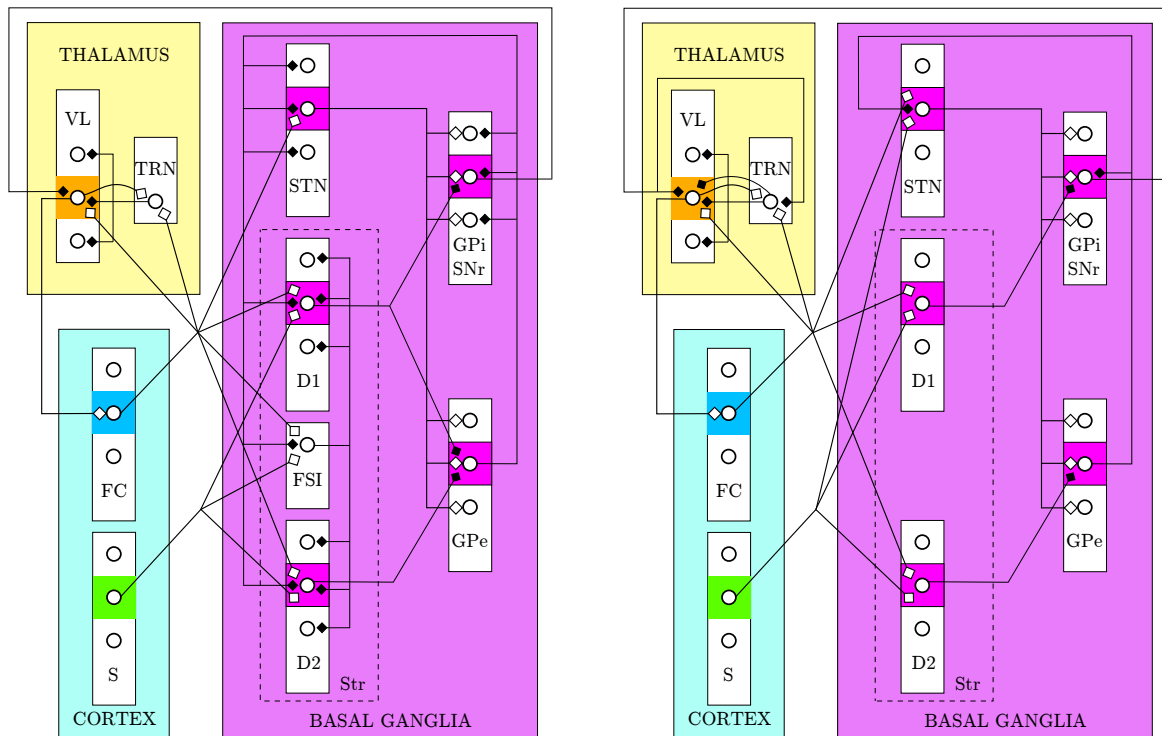 THALAMUS
VL
TRN
STN
GPi
SNr
D1
FC
FSI
GPe
S
D2
Str
CORTEX
BASAL GANGLIA
THALAMUS
VL
TRN
STN
GPi
SNr
D1
FC
GPe
S
D2
Str
CORTEX
BASAL GANGLIA